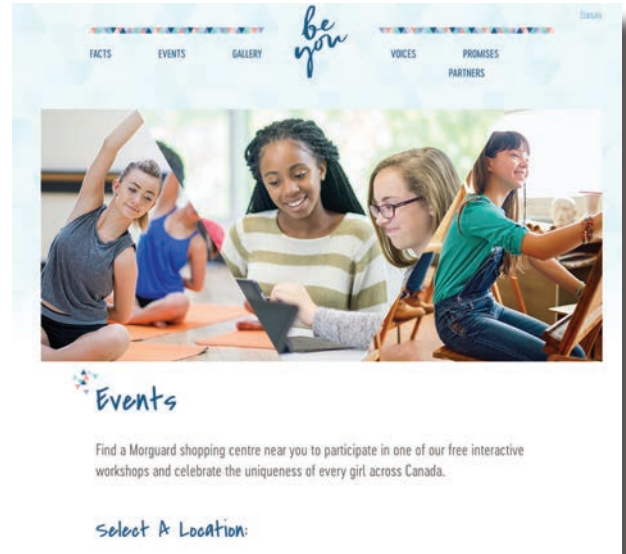 Français
be
you
FACTS EVENTS GALLERY VOICES PROMISES
PARTNERS
Events
Find a Morguard shopping centre near you to participate in one of our free interactive
workshops and celebrate the uniqueness of every girl across Canada.
Select A Location: